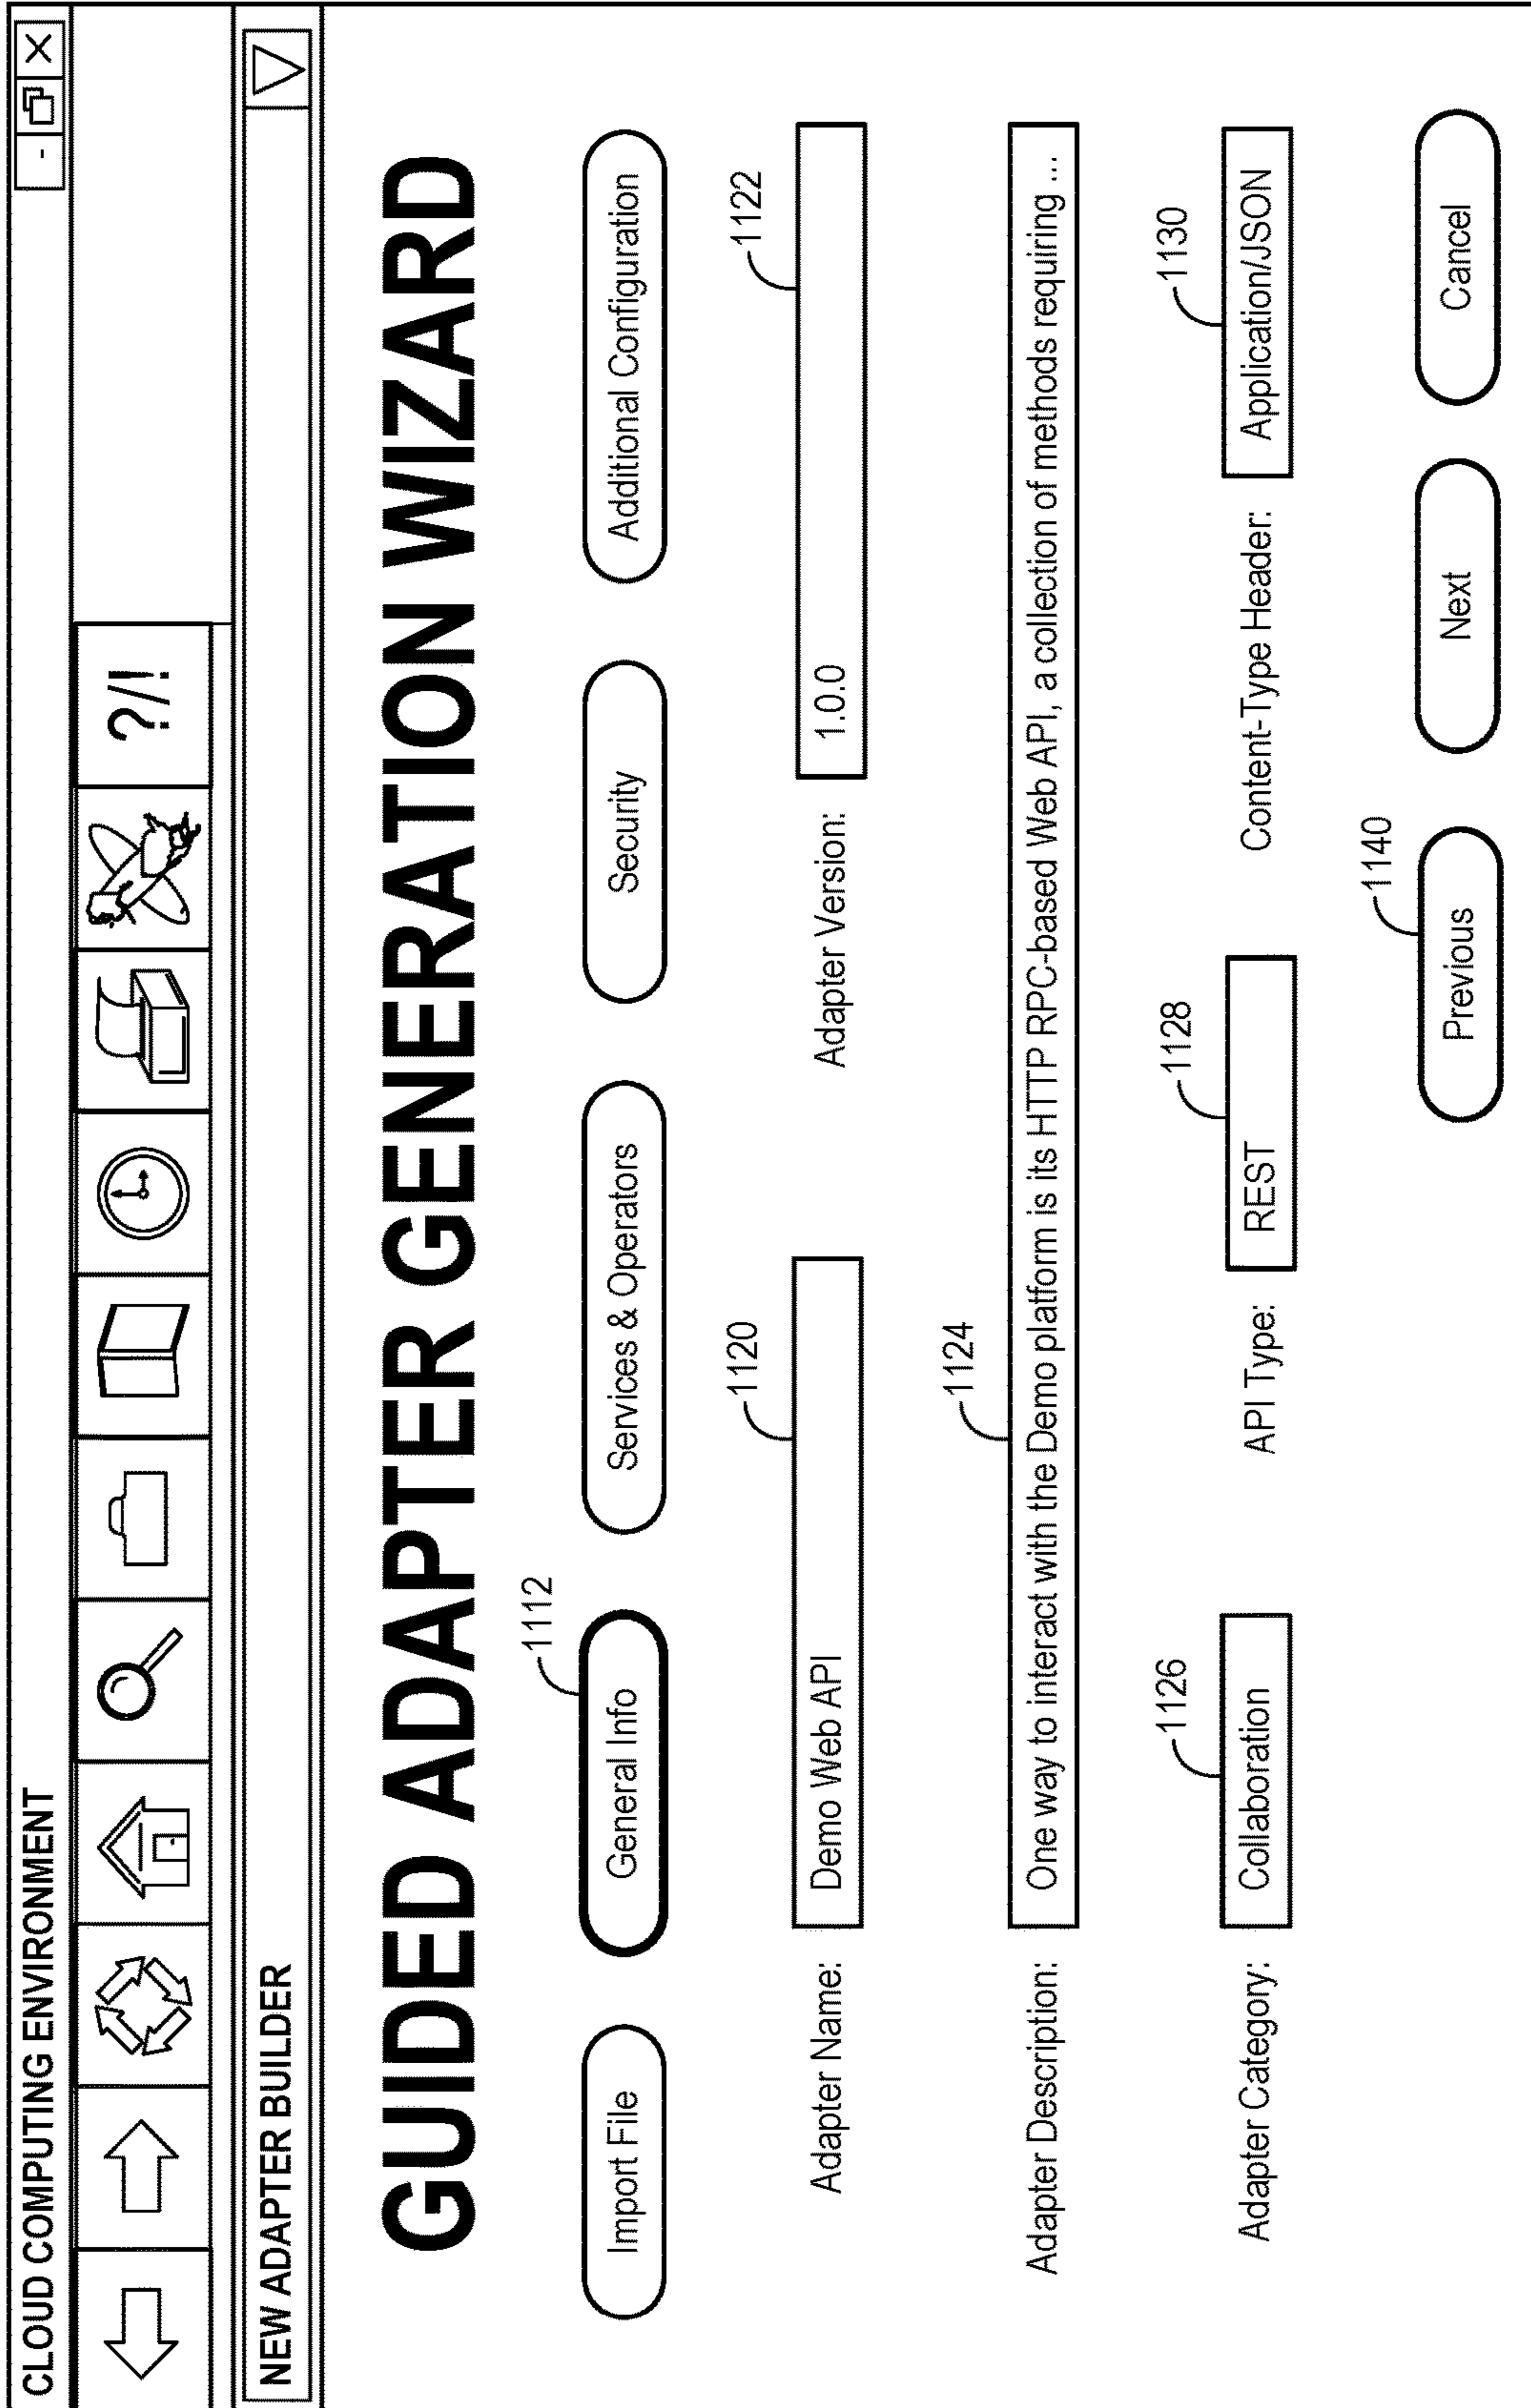 CLOUD COMPUTING ENVIRONMENT
- X
?/!
NEW ADAPTER BUILDER
GUIDED ADAPTER GENERATION WIZARD
1112
Import File General Info Services & Operators Security Additional Configuration
1120 1122
Adapter Name: Demo Web API Adapter Version: 1.0.0
1124
Adapter Description: One way to interact with the Demo platform is its HTTP RPC-based Web API, a collection of methods requiring ...
1126 1128 1130
Adapter Category: Collaboration API Type: REST Content-Type Header: Application/JSON
1140
Previous Next Cancel